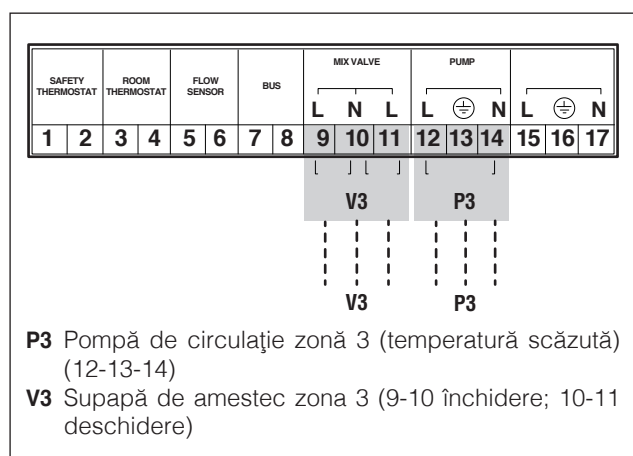 SAFETY THERMOSTAT ROOM THERMOSTAT FLOW SENSOR BUS MIX VALVE PUMP
L N L L ⏚ N L ⏚ N
1 2 3 4 5 6 7 8 9 10 11 12 13 14 15 16 17
V3 P3
V3 P3
P3 Pompă de circulaţie zonă 3 (temperatură scăzută)
(12-13-14)
V3 Supapă de amestec zona 3 (9-10 închidere; 10-11
deschidere)